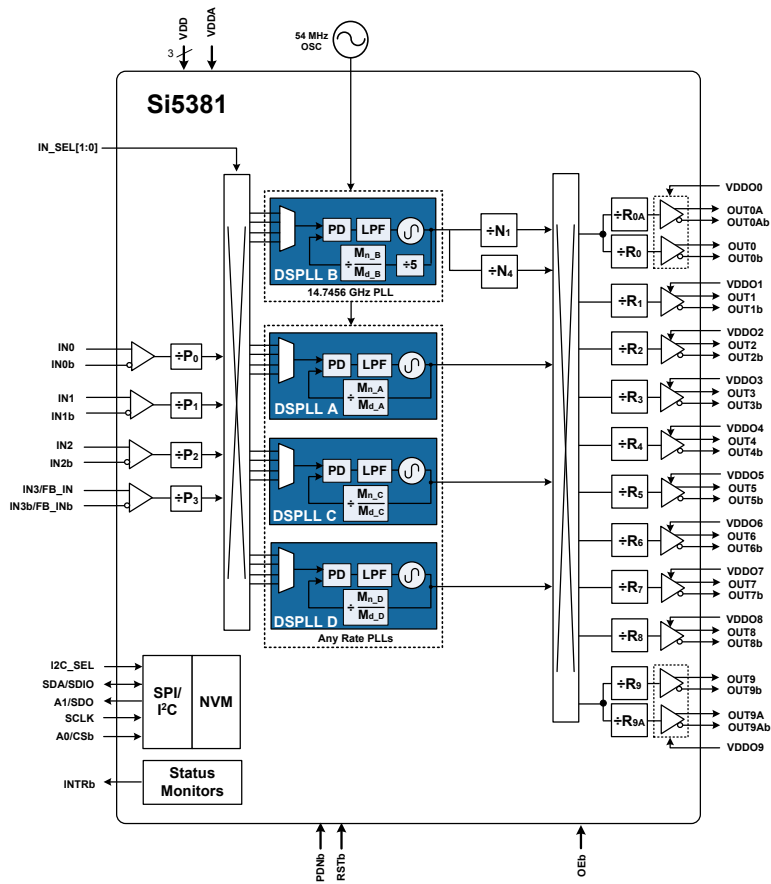 VDD
3
VDDA
54 MHz
OSC
Si5381
IN_SEL[1:0]
PD
LPF
÷ Mn_B
Md_B
÷5
DSPLL B
14.7456 GHz PLL
÷N1
÷N4
IN0
IN0b
÷P0
IN1
IN1b
÷P1
IN2
IN2b
÷P2
IN3/FB_IN
IN3b/FB_INb
÷P3
PD
LPF
÷ Mn_A
Md_A
DSPLL A
PD
LPF
÷ Mn_C
Md_C
DSPLL C
PD
LPF
÷ Mn_D
Md_D
DSPLL D
Any Rate PLLs
÷R0A
÷R0
VDDO0
OUT0A
OUT0Ab
OUT0
OUT0b
÷R1
VDDO1
OUT1
OUT1b
÷R2
VDDO2
OUT2
OUT2b
÷R3
VDDO3
OUT3
OUT3b
÷R4
VDDO4
OUT4
OUT4b
÷R5
VDDO5
OUT5
OUT5b
÷R6
VDDO6
OUT6
OUT6b
÷R7
VDDO7
OUT7
OUT7b
÷R8
VDDO8
OUT8
OUT8b
÷R9
OUT9
OUT9b
÷R9A
OUT9A
OUT9Ab
VDDO9
I2C_SEL
SDA/SDIO
A1/SDO
SCLK
A0/CSb
SPI/
I²C
NVM
INTRb
Status
Monitors
PDNb
RSTb
OEb